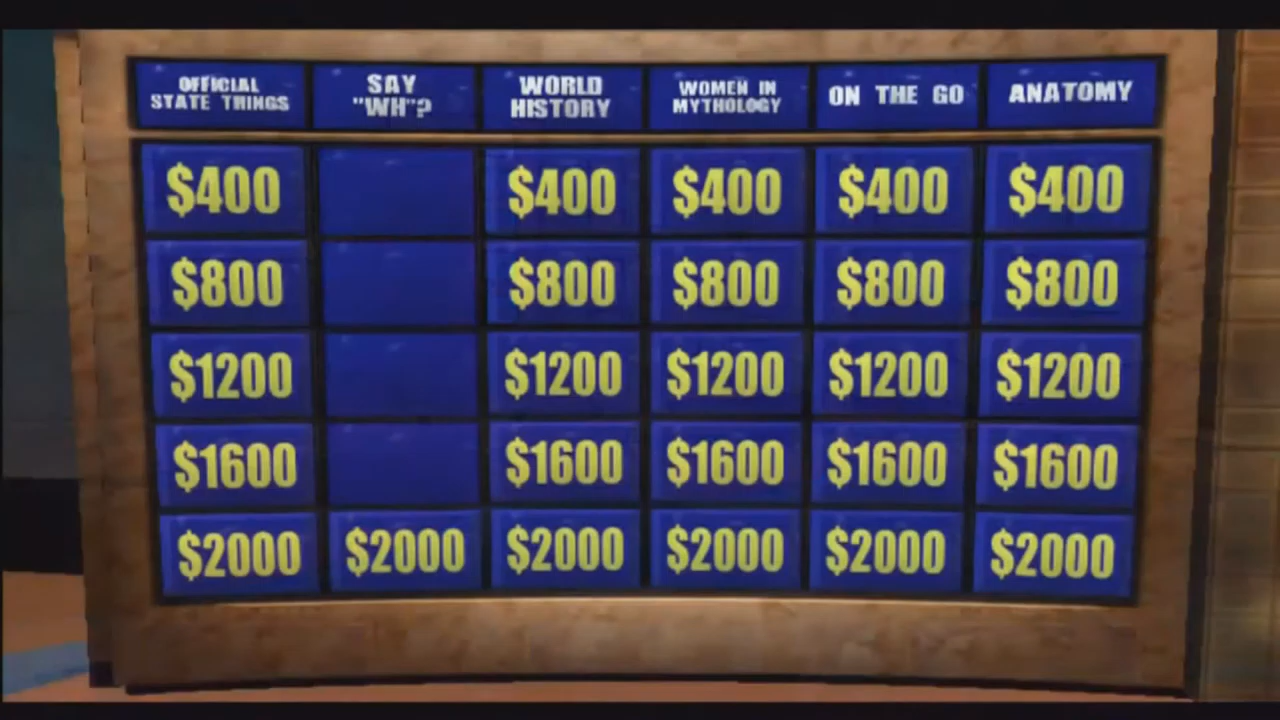 OFFICIAL
STATE THINGS
SAY
"WH"?
WORLD
HISTORY
WOMEN IN
MYTHOLOGY
ON THE GO
ANATOMY
$400 $400 $400 $400 $400
$800 $800 $800 $800 $800
$1200 $1200 $1200 $1200 $1200
$1600 $1600 $1600 $1600 $1600
$2000 $2000 $2000 $2000 $2000 $2000